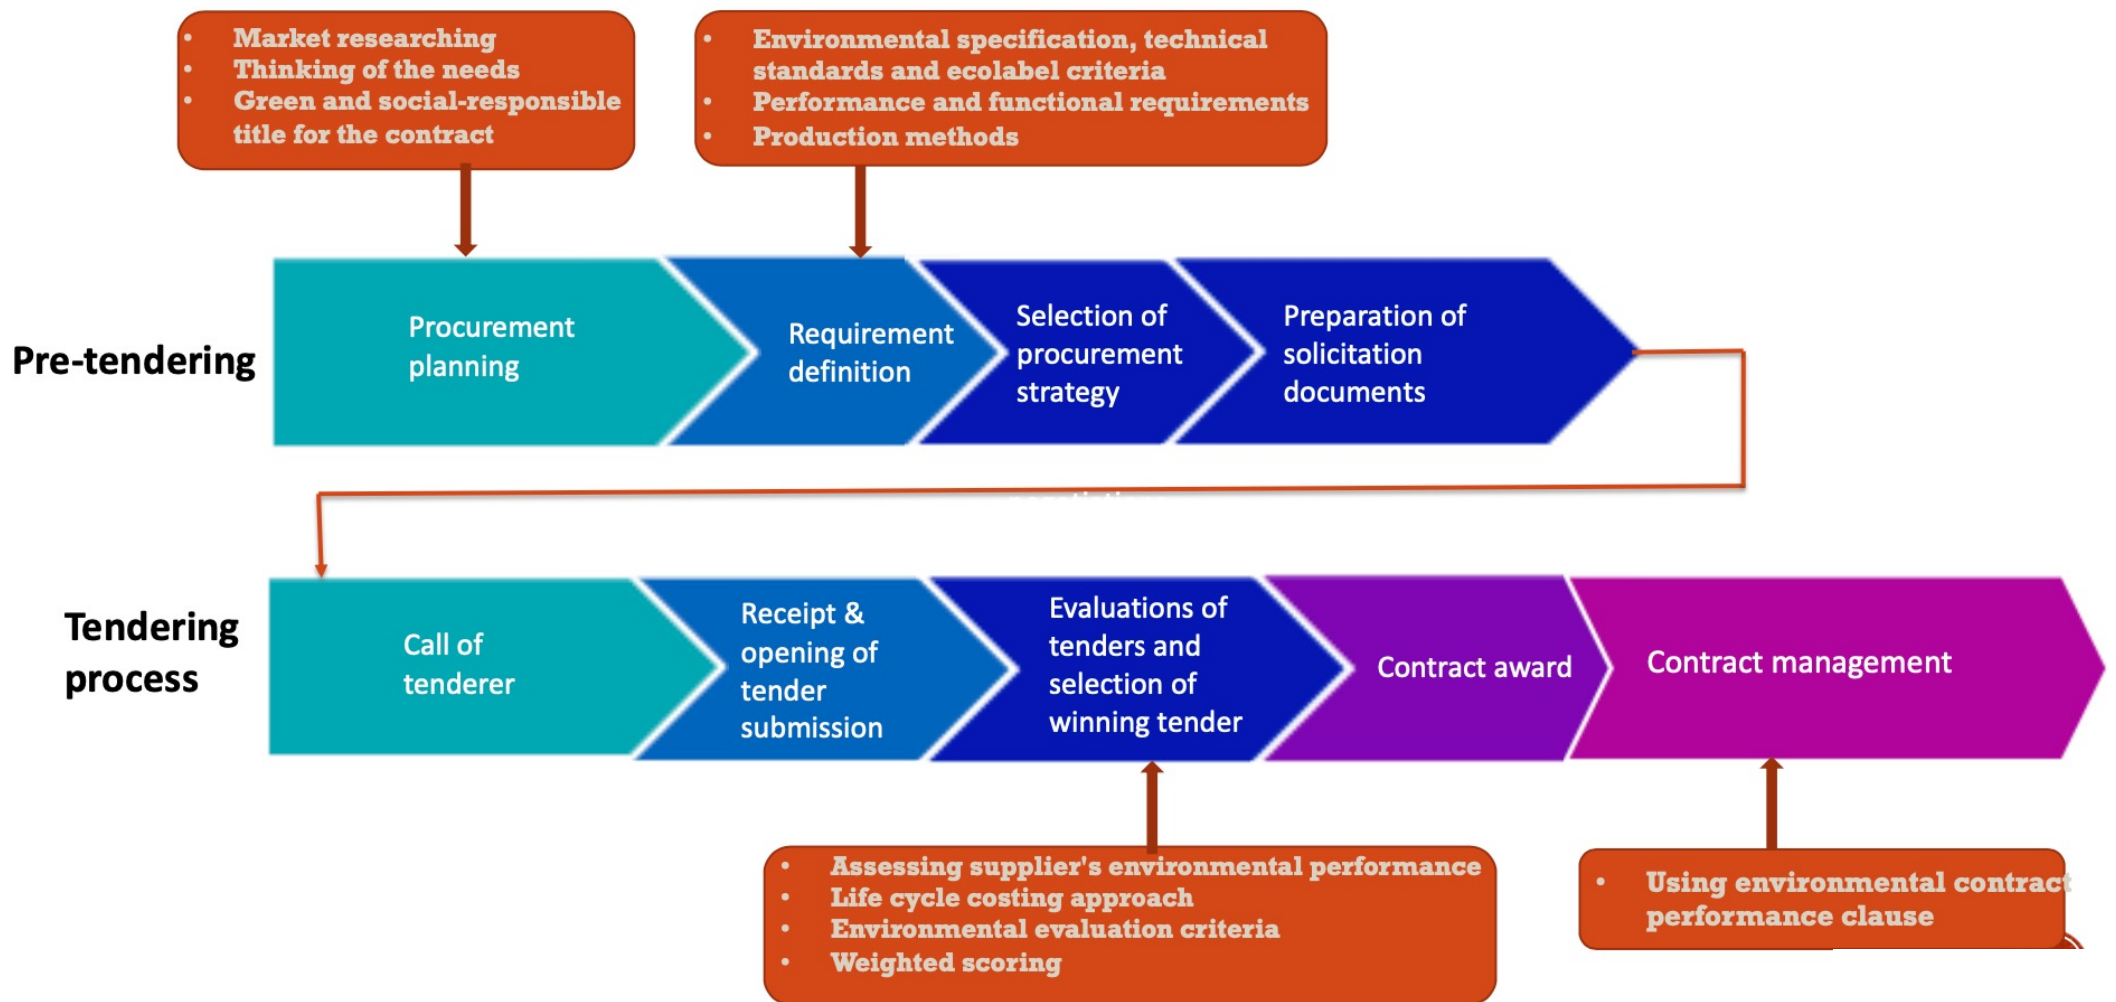 • Market researching
• Thinking of the needs
• Green and social-responsible
title for the contract
• Environmental specification, technical
standards and ecolabel criteria
• Performance and functional requirements
• Production methods
Pre-tendering
Procurement
planning
Requirement
definition
Selection of
procurement
strategy
Preparation of
solicitation
documents
Tendering
process
Call of
tenderer
Receipt &
opening of
tender
submission
Evaluations of
tenders and
selection of
winning tender
Contract award
Contract management
• Assessing supplier's environmental performance
• Life cycle costing approach
• Environmental evaluation criteria
• Weighted scoring
• Using environmental contract
performance clause